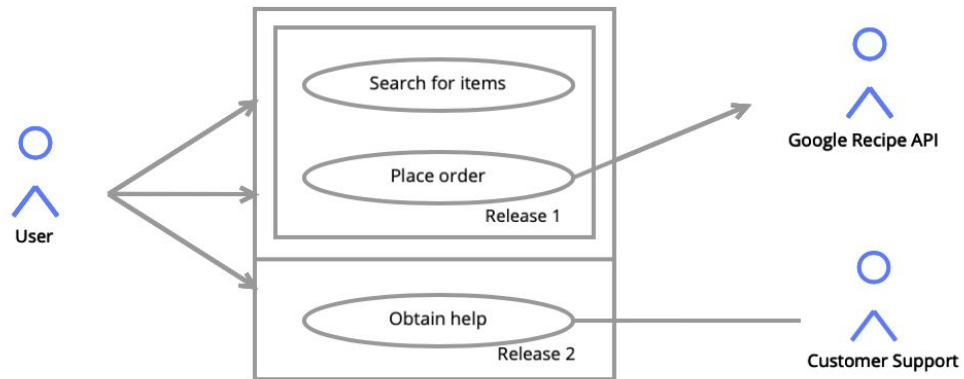 Search for items
Google Recipe API
Place order
Release 1
User
Obtain help
Release 2
Customer Support